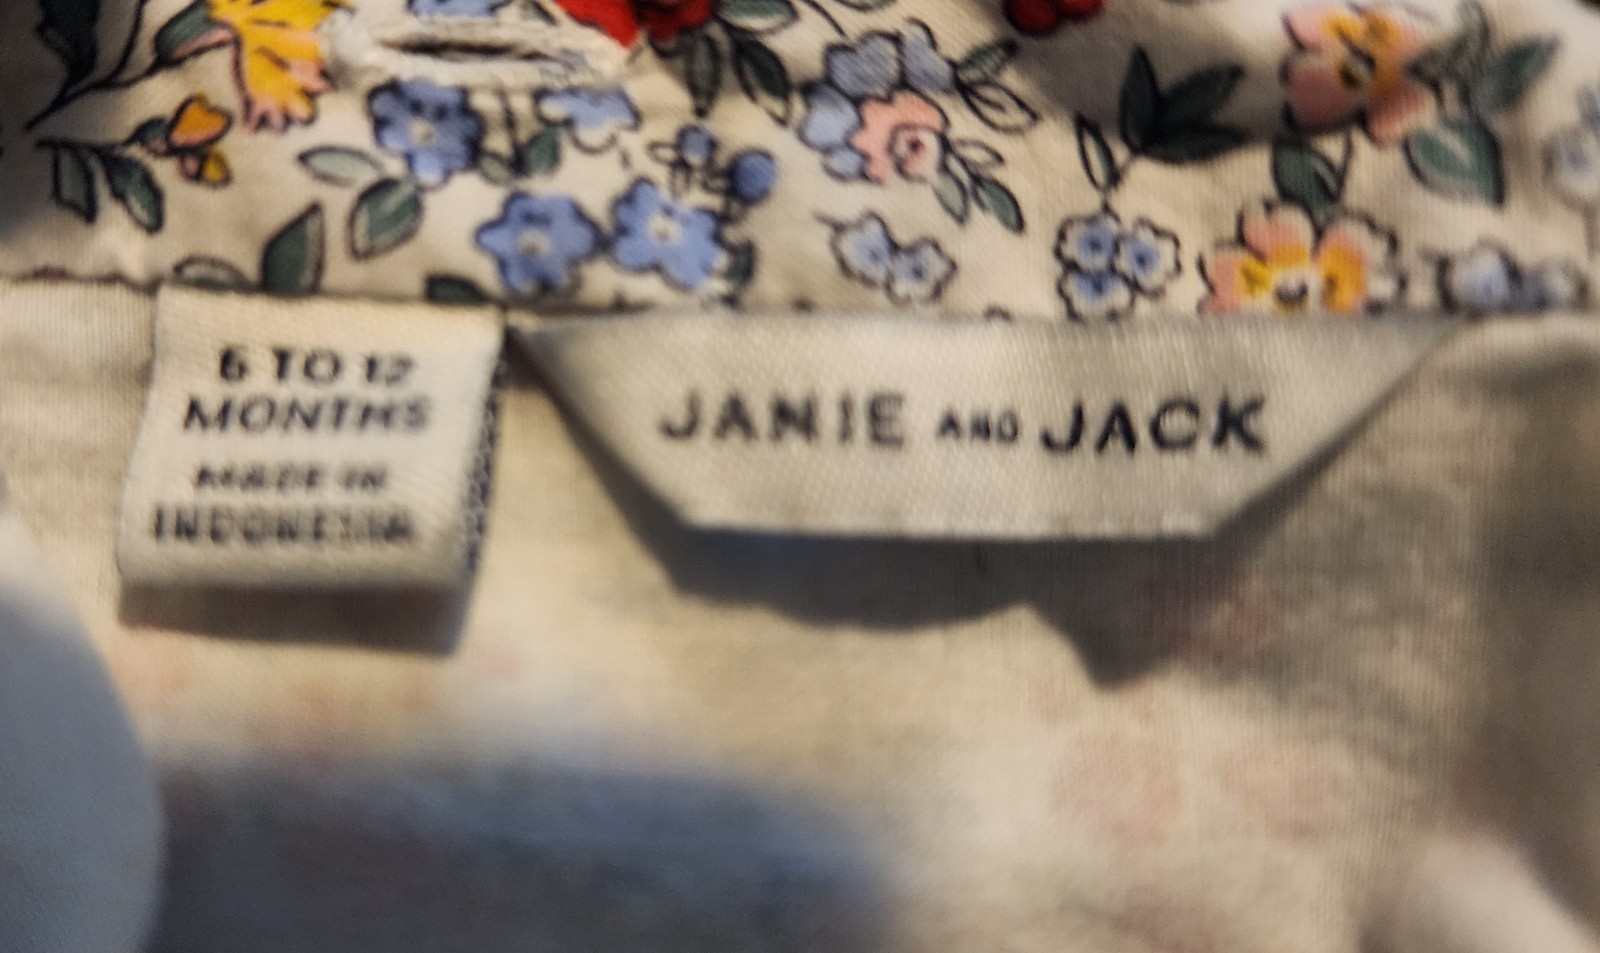 6 TO 12
MONTHS
MADE IN
INDONESIA
JANIE AND JACK